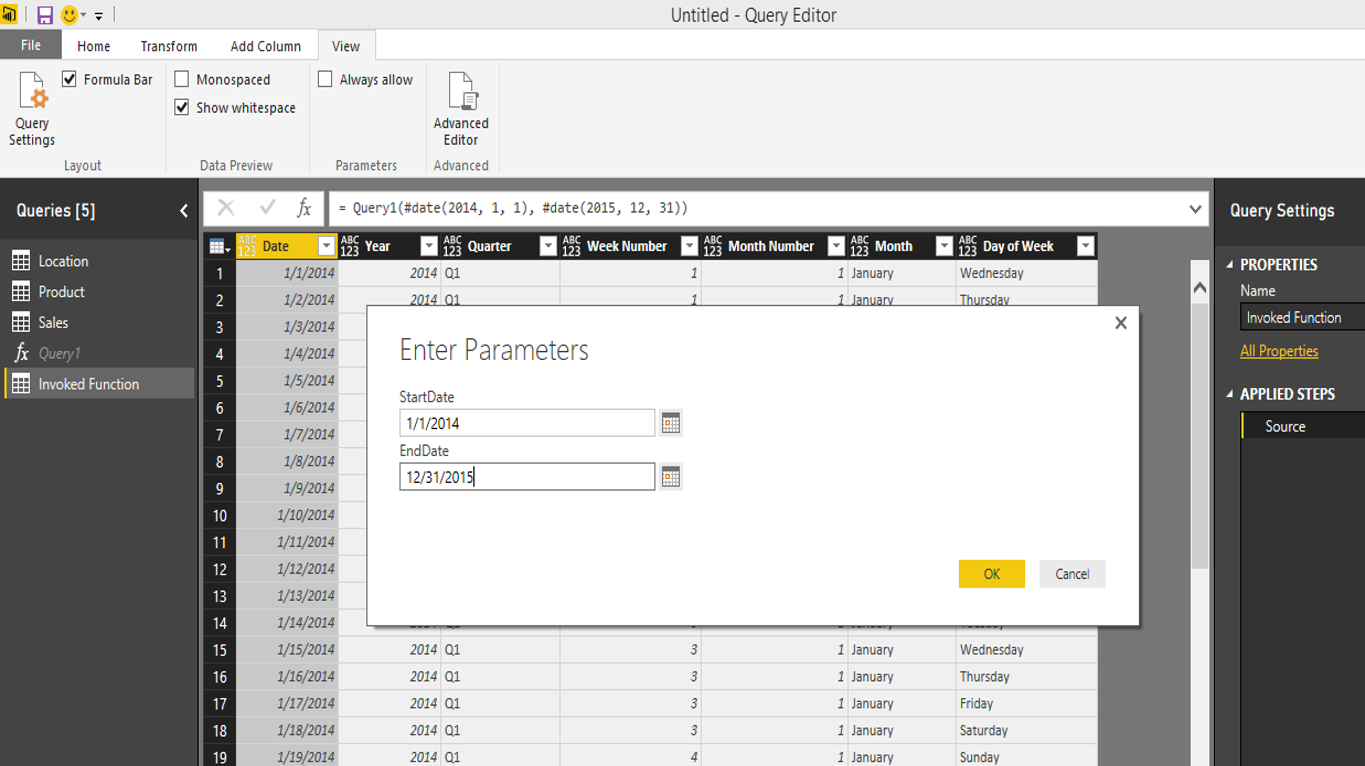 Untitled - Query Editor
File Home Transform Add Column View
Formula Bar Monospaced Always allow
Show whitespace
Query Settings
Advanced Editor
Layout Data Preview Parameters Advanced
Queries [5]
fx = Query1(#date(2014, 1, 1), #date(2015, 12, 31))
Query Settings
ABC 123 Date ABC 123 Year ABC 123 Quarter ABC 123 Week Number ABC 123 Month Number ABC 123 Month ABC 123 Day of Week
Location
Product
Sales
fx Query1
Invoked Function
1 1/1/2014 2014 Q1 1 1 January Wednesday
2 1/2/2014 2014 Q1 1 1 January Thursday
3 1/3/2014
4 1/4/2014
5 1/5/2014
6 1/6/2014
7 1/7/2014
8 1/8/2014
9 1/9/2014
10 1/10/2014
11 1/11/2014
12 1/12/2014
13 1/13/2014
14 1/14/2014
15 1/15/2014 2014 Q1 3 1 January Wednesday
16 1/16/2014 2014 Q1 3 1 January Thursday
17 1/17/2014 2014 Q1 3 1 January Friday
18 1/18/2014 2014 Q1 3 1 January Saturday
19 1/19/2014 2014 Q1 4 1 January Sunday
Enter Parameters
StartDate
1/1/2014
EndDate
12/31/2015
OK Cancel
PROPERTIES
Name
Invoked Function
All Properties
APPLIED STEPS
Source